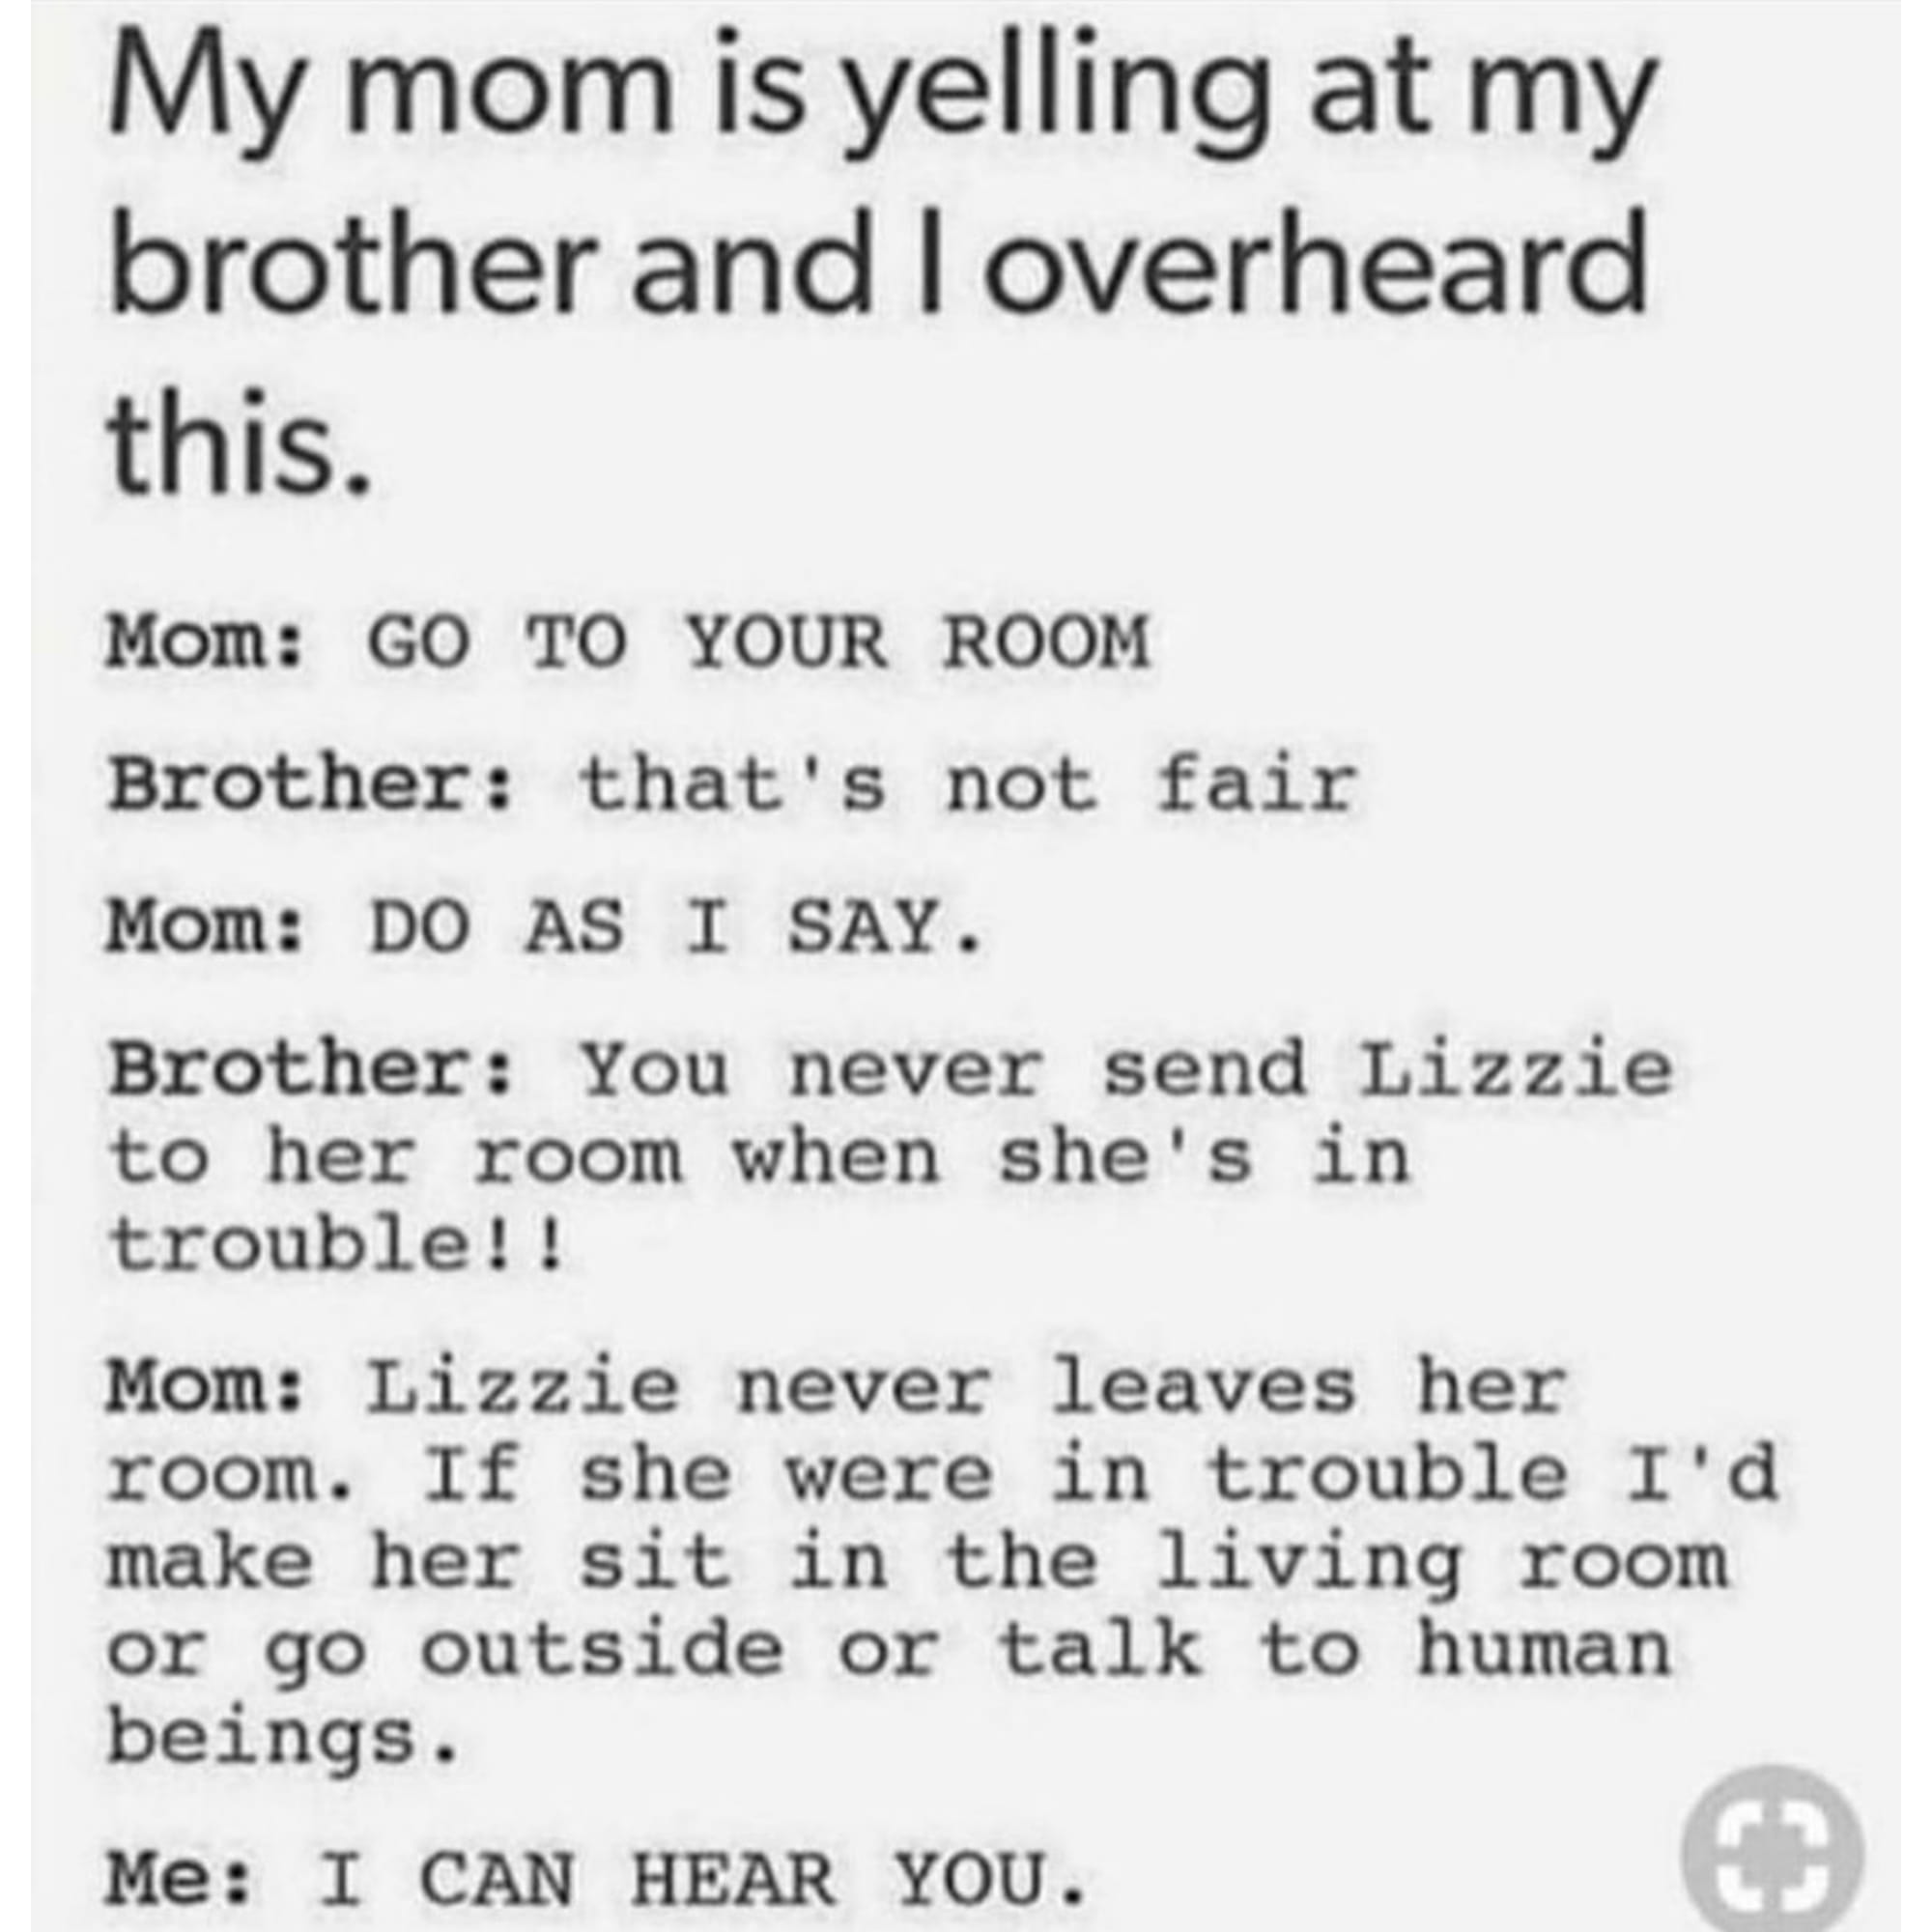 My mom is yelling at my
brother and I overheard
this.
Mom: GO TO YOUR ROOM
Brother: that's not fair
Mom: DO AS I SAY.
Brother: You never send Lizzie
to her room when she's in
trouble!!
Mom: Lizzie never leaves her
room. If she were in trouble I'd
make her sit in the living room
or go outside or talk to human
beings.
Me: I CAN HEAR YOU.